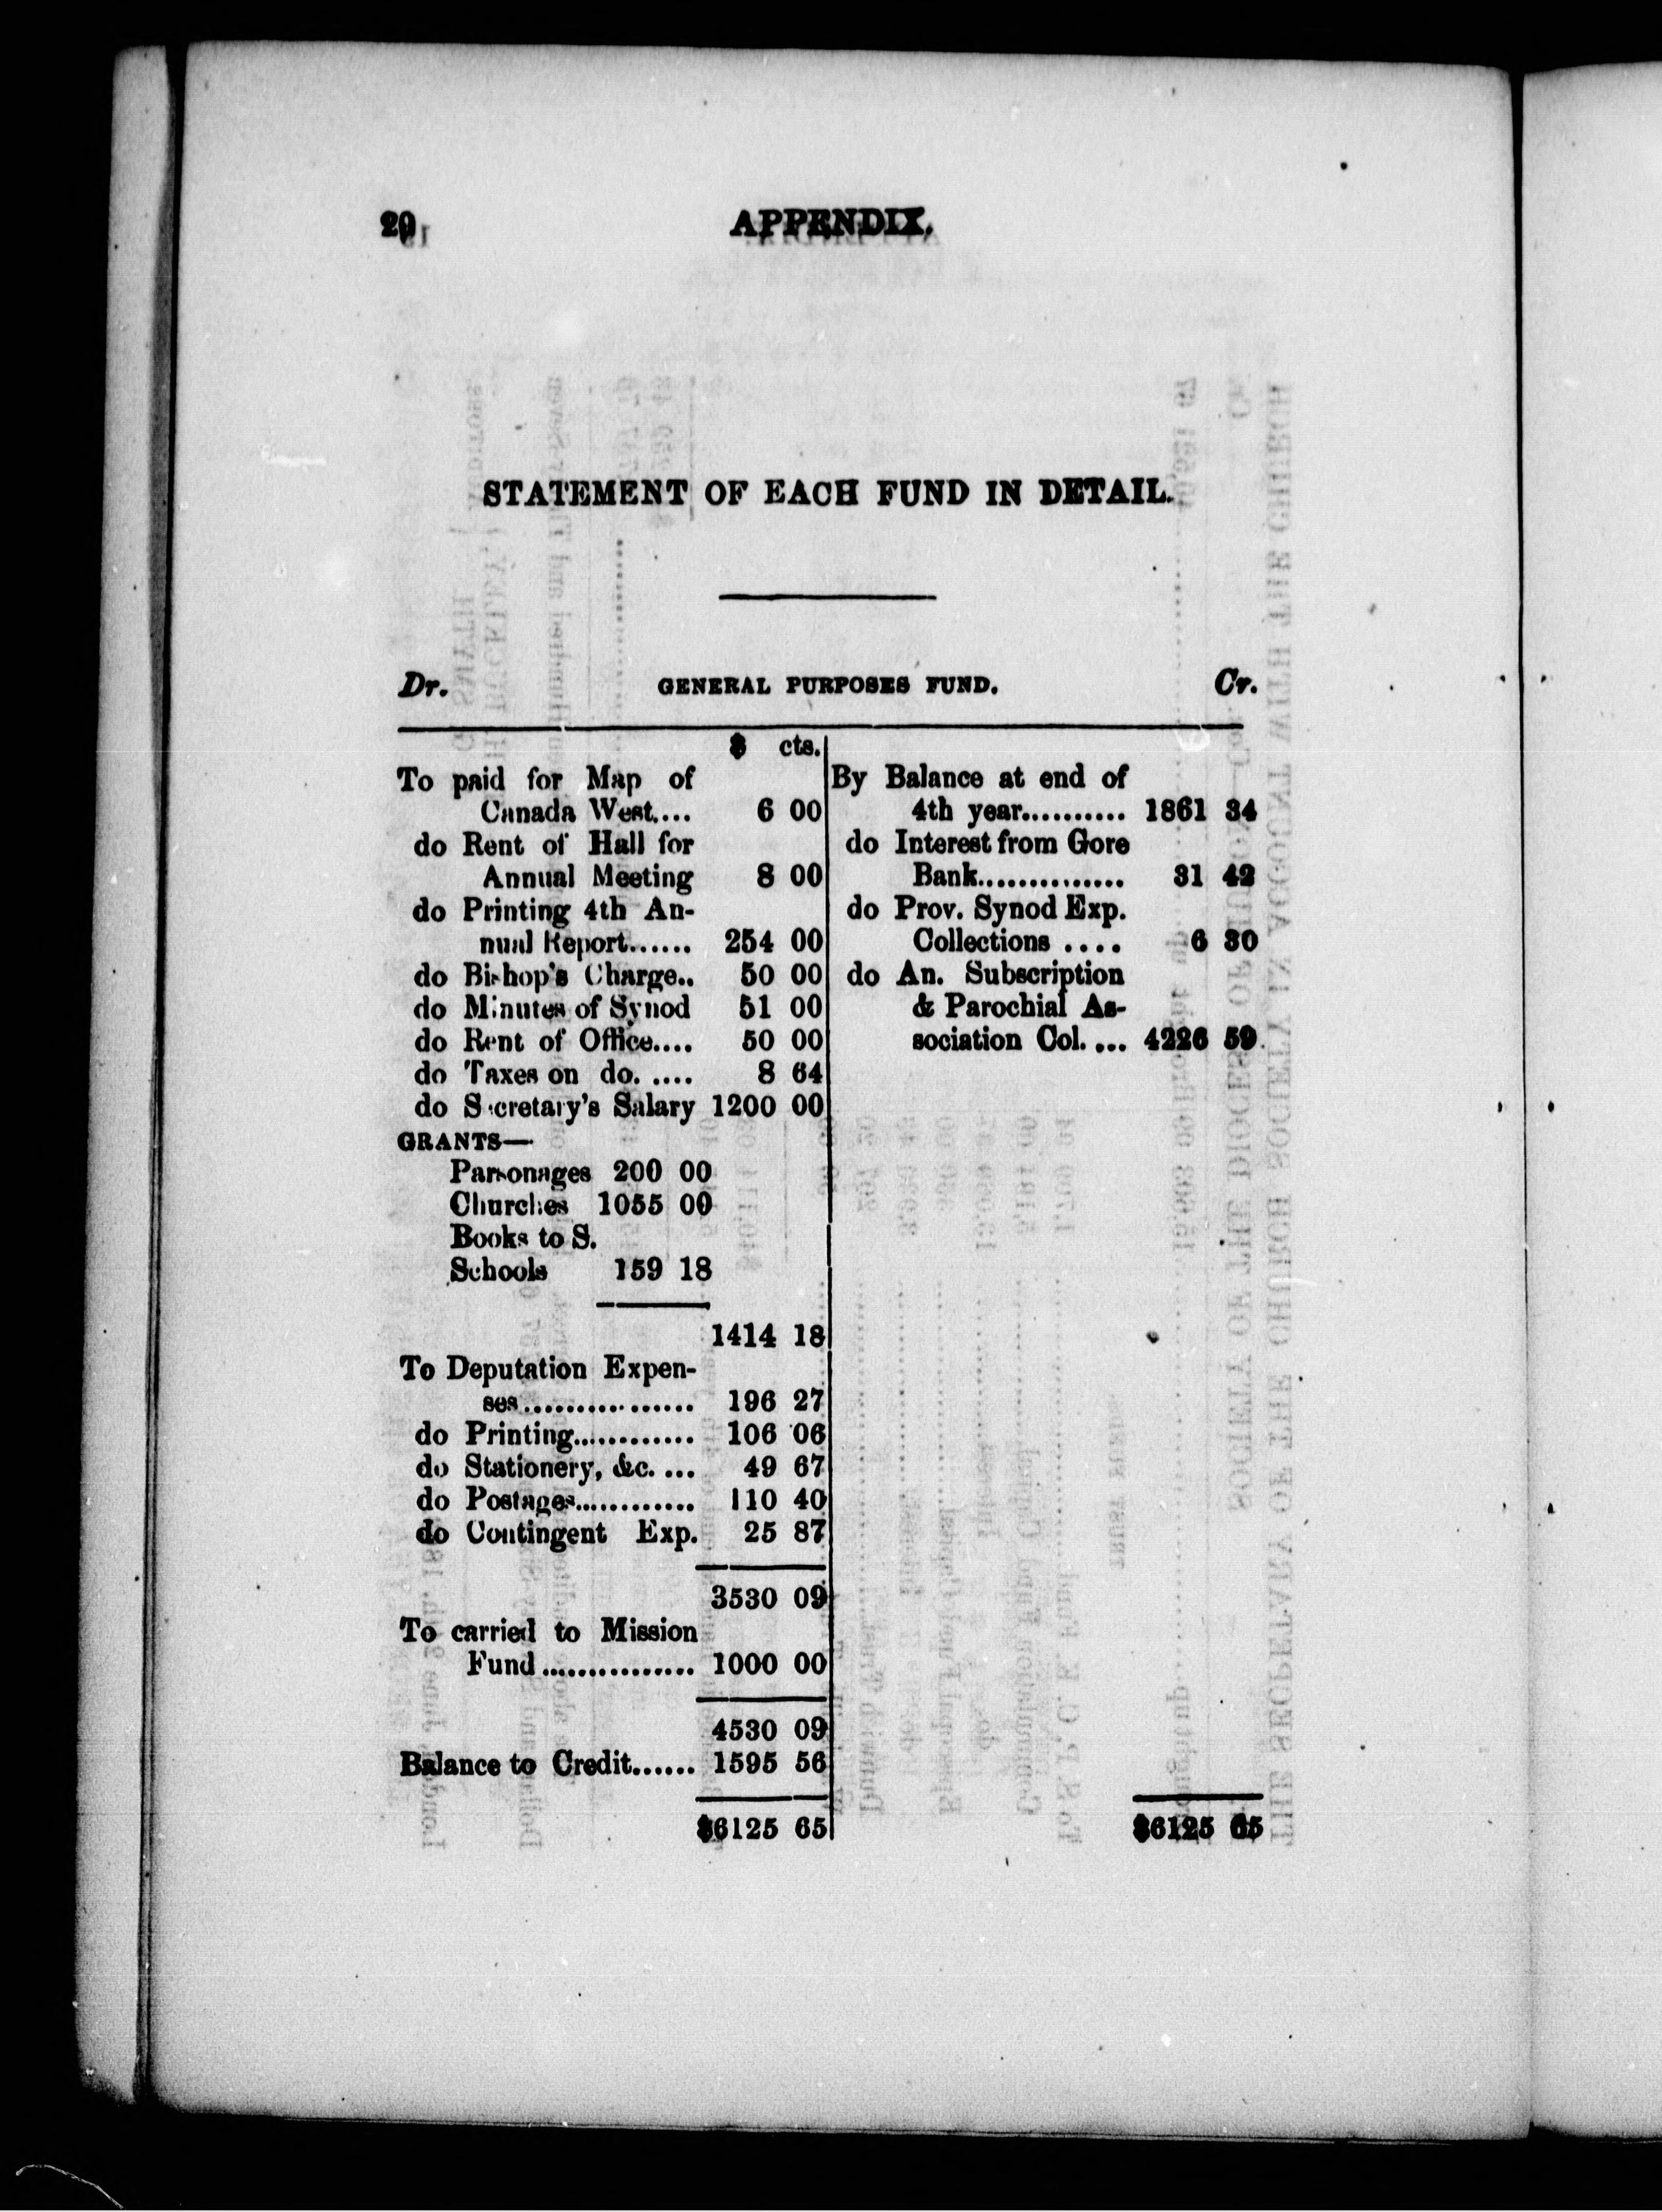 20 APPENDIX.
STATEMENT OF EACH FUND IN DETAIL.
Dr. GENERAL PURPOSES FUND. Cr.
$ cts.
To paid for Map of
Canada West.... 6 00
do Rent of Hall for
Annual Meeting 8 00
do Printing 4th An-
nual Report...... 254 00
do Bishop's Charge.. 50 00
do Minutes of Synod 51 00
do Rent of Office.... 50 00
do Taxes on do. .... 8 64
do Secretary's Salary 1200 00
GRANTS—
Parsonages 200 00
Churches 1055 00
Books to S.
Schools 159 18
1414 18
To Deputation Expen-
ses................ 196 27
do Printing............ 106 06
do Stationery, &c. ... 49 67
do Postages............ 110 40
do Contingent Exp. 25 87
3530 09
To carried to Mission
Fund............... 1000 00
4530 09
Balance to Credit...... 1595 56
$6125 65
By Balance at end of
4th year.......... 1861 34
do Interest from Gore
Bank.............. 31 42
do Prov. Synod Exp.
Collections .... 6 30
do An. Subscription
& Parochial As-
sociation Col. ... 4226 59
$6125 65